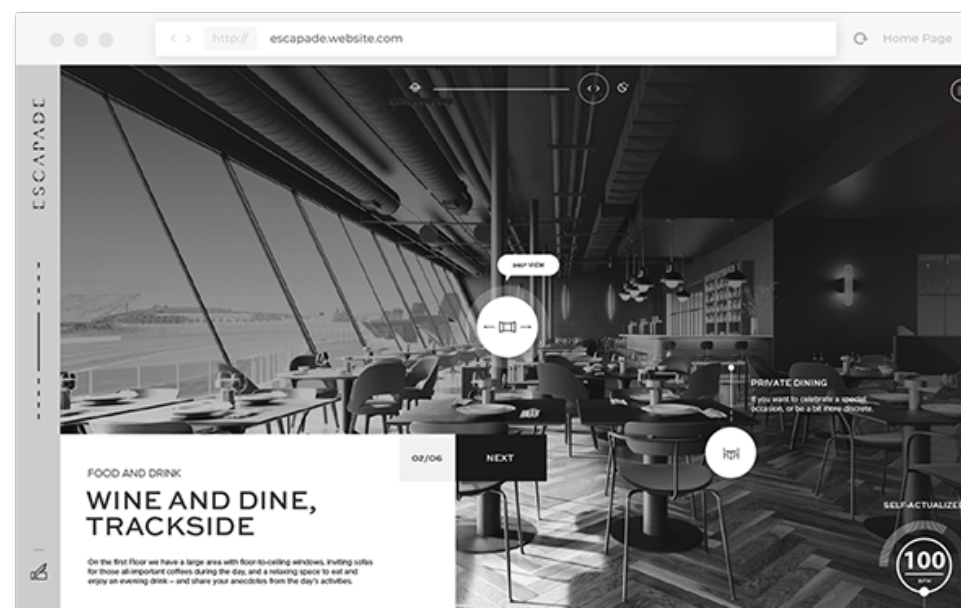 http://
escapade.website.com
Home Page
ESCAPADE
360° VIEW
PRIVATE DINING
If you want to celebrate a special
occasion, or be a bit more discrete.
02/06
NEXT
FOOD AND DRINK
WINE AND DINE,
TRACKSIDE
On the first Floor we have a large area with floor-to-ceiling windows, inviting sofas
for those all-important coffees during the day, and a relaxing space to eat and
enjoy an evening drink – and share your anecdotes from the day's activities.
SELF-ACTUALIZED
100
BPM